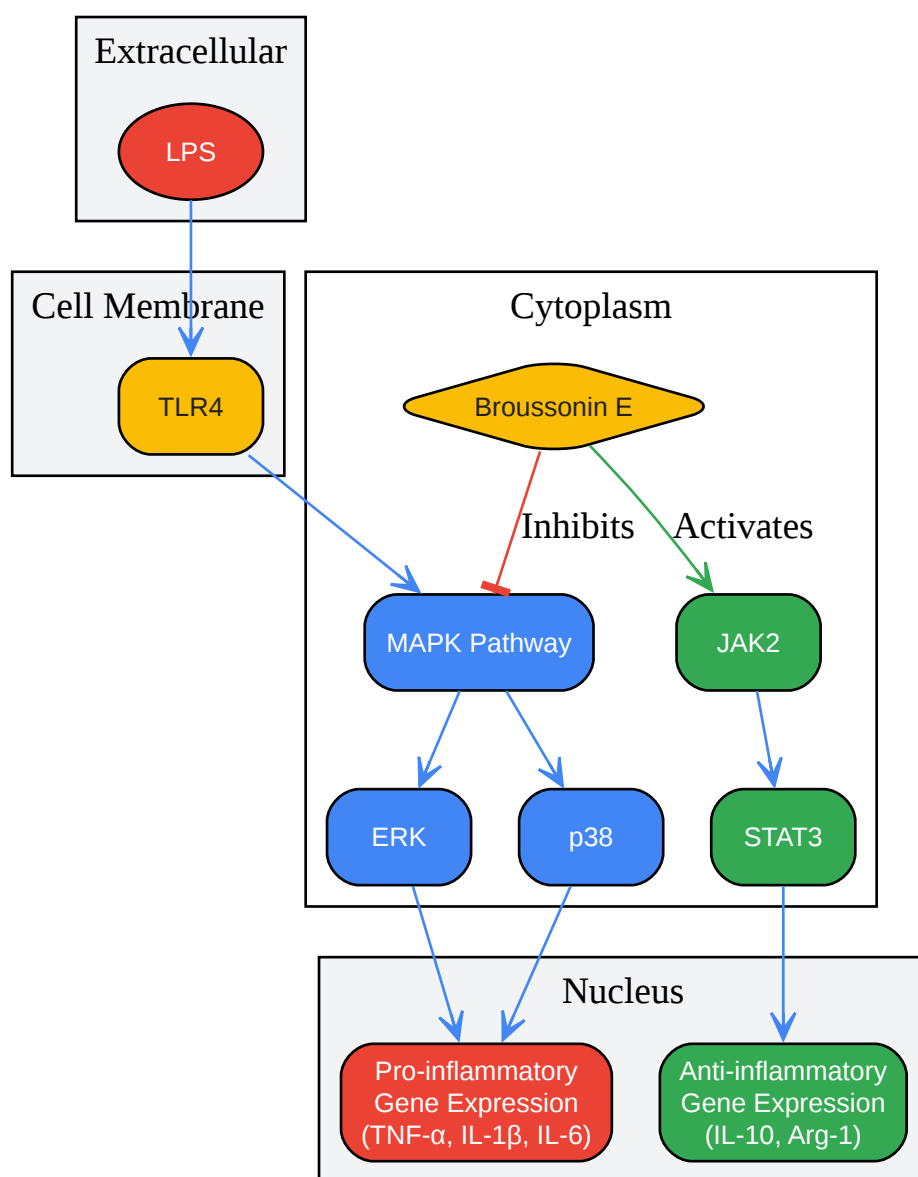 Extracellular
LPS
Cell Membrane
TLR4
Cytoplasm
Broussonin E
Inhibits
Activates
MAPK Pathway
JAK2
ERK
p38
STAT3
Nucleus
Pro-inflammatory
Gene Expression
(TNF-α, IL-1β, IL-6)
Anti-inflammatory
Gene Expression
(IL-10, Arg-1)